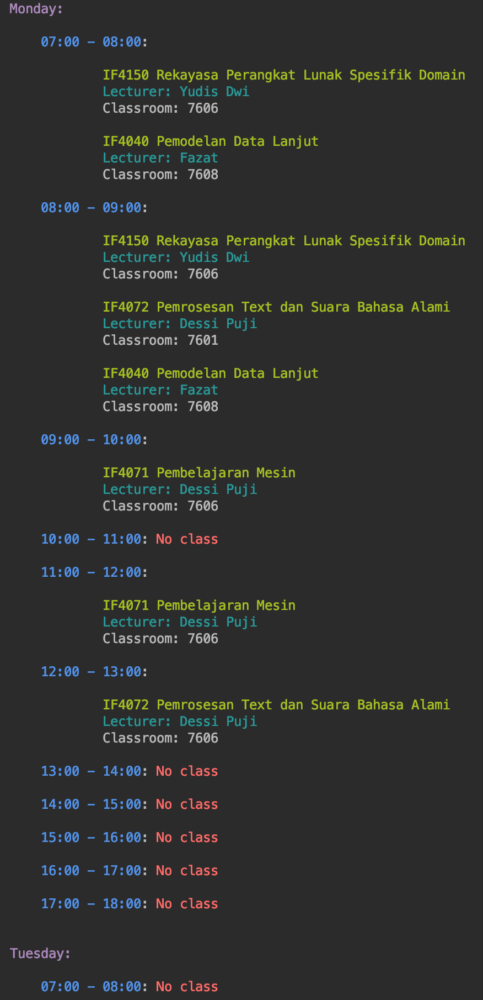 Monday:
07:00 - 08:00:
IF4150 Rekayasa Perangkat Lunak Spesifik Domain
Lecturer: Yudis Dwi
Classroom: 7606
IF4040 Pemodelan Data Lanjut
Lecturer: Fazat
Classroom: 7608
08:00 - 09:00:
IF4150 Rekayasa Perangkat Lunak Spesifik Domain
Lecturer: Yudis Dwi
Classroom: 7606
IF4072 Pemrosesan Text dan Suara Bahasa Alami
Lecturer: Dessi Puji
Classroom: 7601
IF4040 Pemodelan Data Lanjut
Lecturer: Fazat
Classroom: 7608
09:00 - 10:00:
IF4071 Pembelajaran Mesin
Lecturer: Dessi Puji
Classroom: 7606
10:00 - 11:00: No class
11:00 - 12:00:
IF4071 Pembelajaran Mesin
Lecturer: Dessi Puji
Classroom: 7606
12:00 - 13:00:
IF4072 Pemrosesan Text dan Suara Bahasa Alami
Lecturer: Dessi Puji
Classroom: 7606
13:00 - 14:00: No class
14:00 - 15:00: No class
15:00 - 16:00: No class
16:00 - 17:00: No class
17:00 - 18:00: No class
Tuesday:
07:00 - 08:00: No class